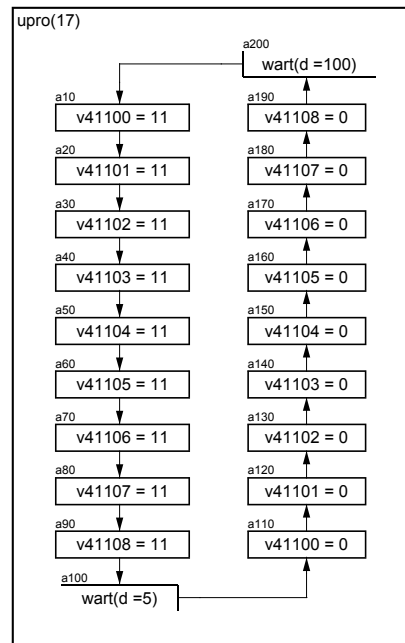 upro(17)
a200
wart(d =100)
a10
v41100 = 11
a20
v41101 = 11
a30
v41102 = 11
a40
v41103 = 11
a50
v41104 = 11
a60
v41105 = 11
a70
v41106 = 11
a80
v41107 = 11
a90
v41108 = 11
a100
wart(d =5)
a190
v41108 = 0
a180
v41107 = 0
a170
v41106 = 0
a160
v41105 = 0
a150
v41104 = 0
a140
v41103 = 0
a130
v41102 = 0
a120
v41101 = 0
a110
v41100 = 0